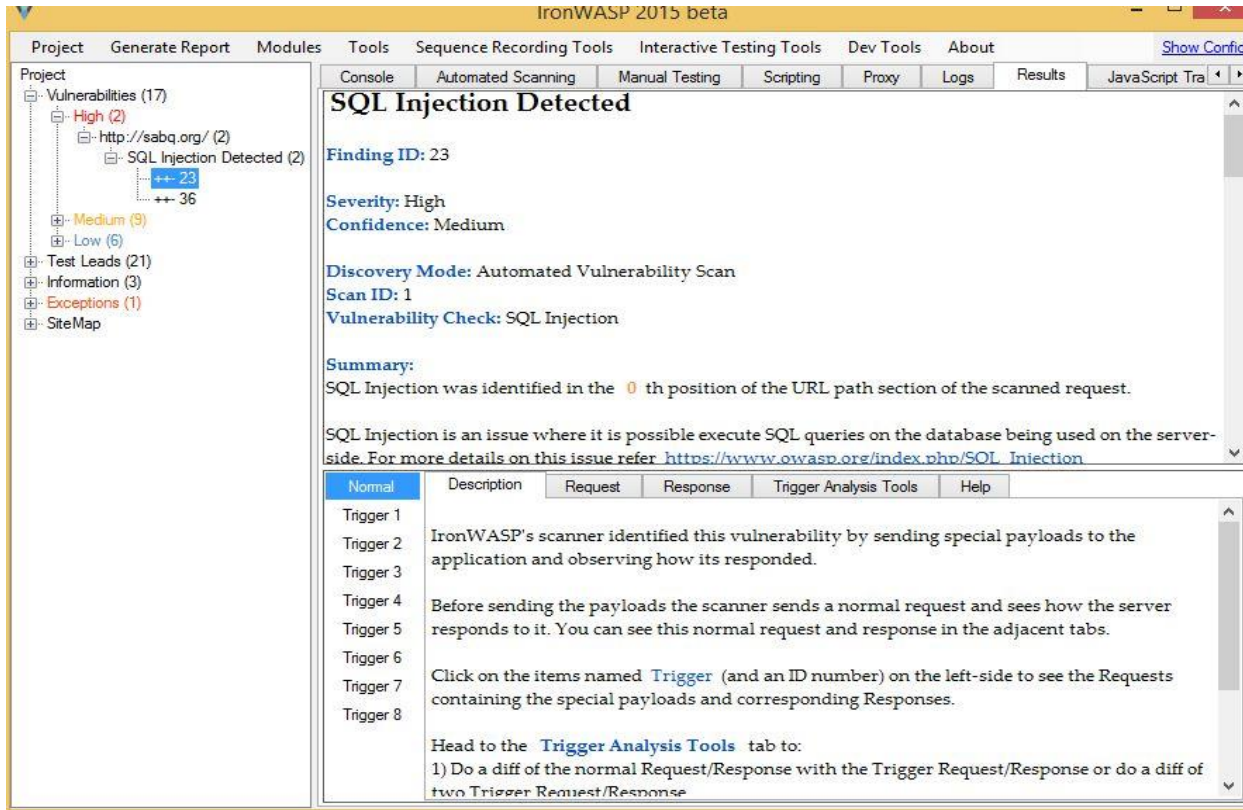 IronWASP 2015 beta
Project Generate Report Modules Tools Sequence Recording Tools Interactive Testing Tools Dev Tools About Show Config
Project
Vulnerabilities (17)
High (2)
http://sabq.org/ (2)
SQL Injection Detected (2)
++- 23
++- 36
Medium (9)
Low (6)
Test Leads (21)
Information (3)
Exceptions (1)
SiteMap
Console Automated Scanning Manual Testing Scripting Proxy Logs Results JavaScript Tra
SQL Injection Detected
Finding ID: 23
Severity: High
Confidence: Medium
Discovery Mode: Automated Vulnerability Scan
Scan ID: 1
Vulnerability Check: SQL Injection
Summary:
SQL Injection was identified in the 0 th position of the URL path section of the scanned request.
SQL Injection is an issue where it is possible execute SQL queries on the database being used on the server-
side. For more details on this issue refer https://www.owasp.org/index.php/SQL_Injection
Normal
Trigger 1
Trigger 2
Trigger 3
Trigger 4
Trigger 5
Trigger 6
Trigger 7
Trigger 8
Description Request Response Trigger Analysis Tools Help
IronWASP's scanner identified this vulnerability by sending special payloads to the
application and observing how its responded.
Before sending the payloads the scanner sends a normal request and sees how the server
responds to it. You can see this normal request and response in the adjacent tabs.
Click on the items named Trigger (and an ID number) on the left-side to see the Requests
containing the special payloads and corresponding Responses.
Head to the Trigger Analysis Tools tab to:
1) Do a diff of the normal Request/Response with the Trigger Request/Response or do a diff of
two Trigger Request/Response